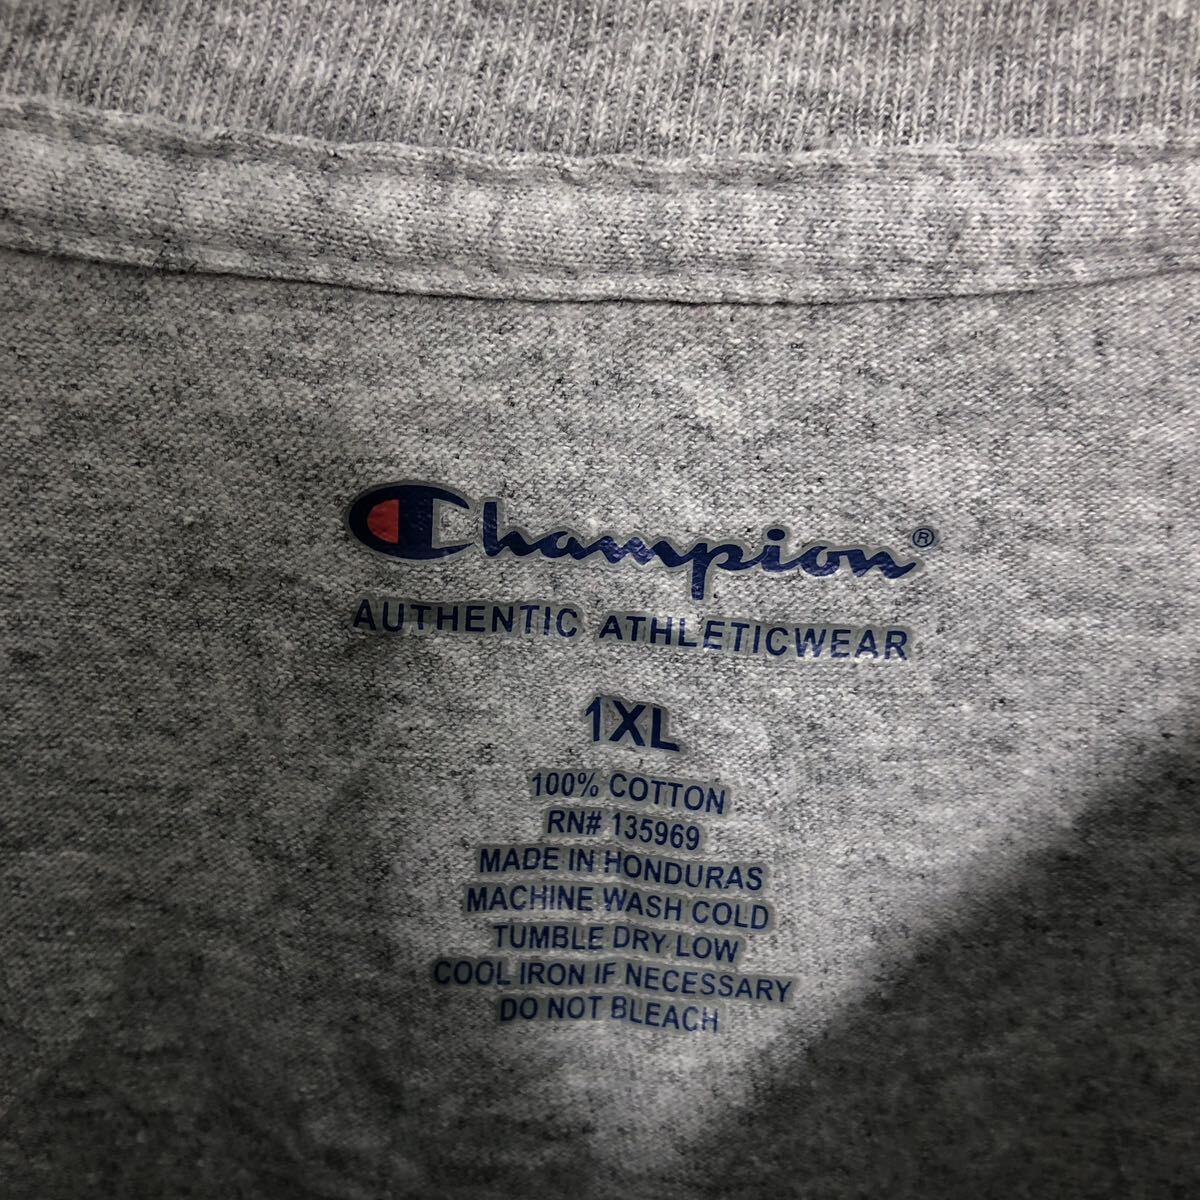 Champion®
AUTHENTIC ATHLETICWEAR
1XL
100% COTTON
RN# 135969
MADE IN HONDURAS
MACHINE WASH COLD
TUMBLE DRY LOW
COOL IRON IF NECESSARY
DO NOT BLEACH